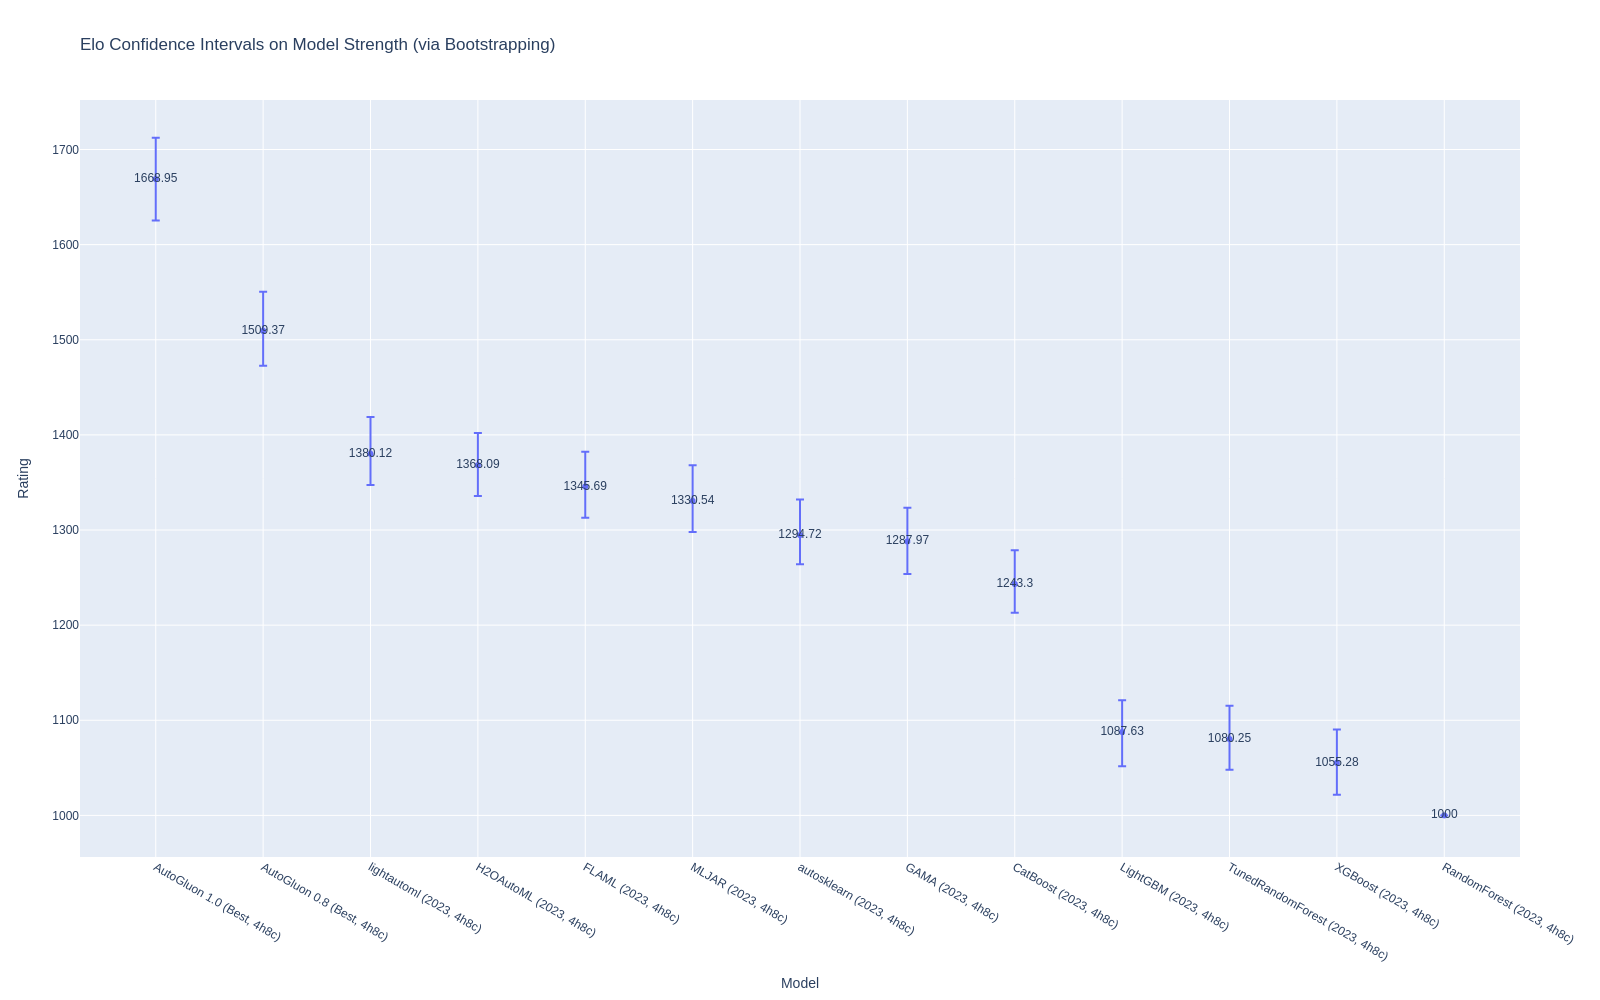 Elo Confidence Intervals on Model Strength (via Bootstrapping)
1700
1600
1500
1400
1300
1200
1100
1000
Rating
1668.95
1509.37
1380.12
1368.09
1345.69
1330.54
1294.72
1287.97
1243.3
1087.63
1080.25
1055.28
1000
AutoGluon 1.0 (Best, 4h8c)
AutoGluon 0.8 (Best, 4h8c)
lightautoml (2023, 4h8c)
H2OAutoML (2023, 4h8c)
FLAML (2023, 4h8c)
MLJAR (2023, 4h8c)
autosklearn (2023, 4h8c)
GAMA (2023, 4h8c)
CatBoost (2023, 4h8c)
LightGBM (2023, 4h8c)
TunedRandomForest (2023, 4h8c)
XGBoost (2023, 4h8c)
RandomForest (2023, 4h8c)
Model